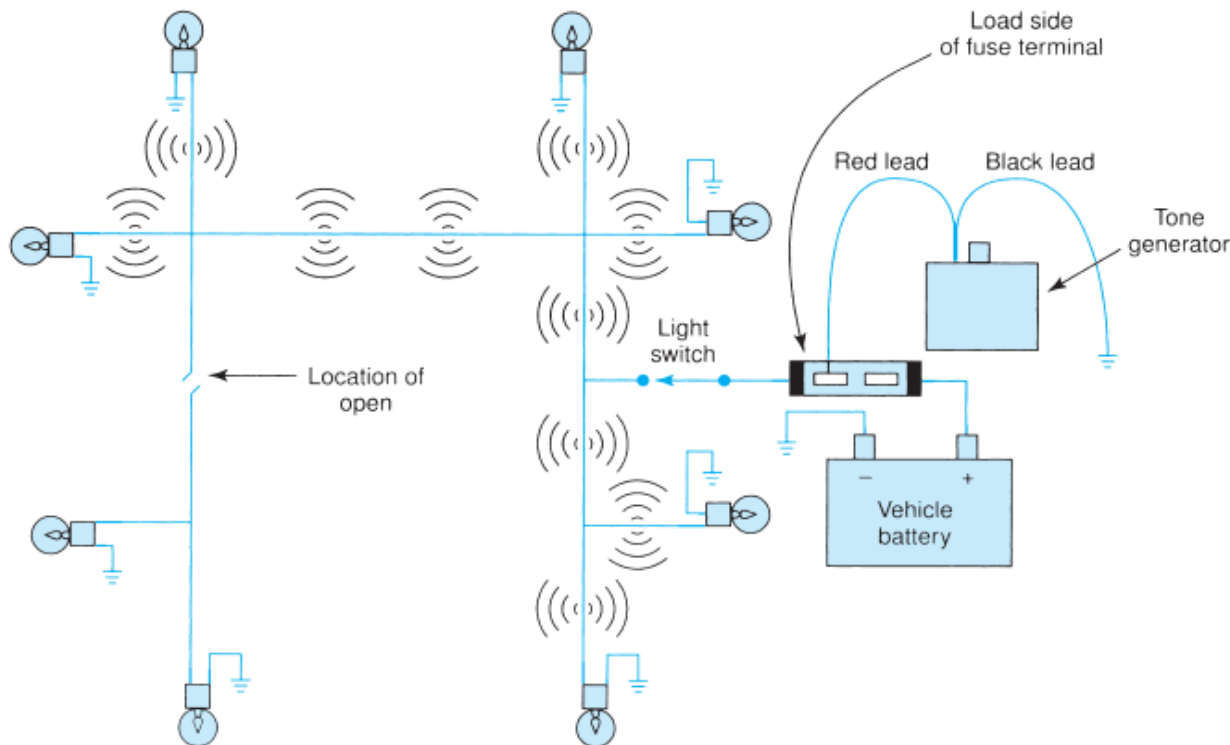 Load side
of fuse terminal
Red lead
Black lead
Tone
generator
Light
switch
Location of
open
− +
Vehicle
battery